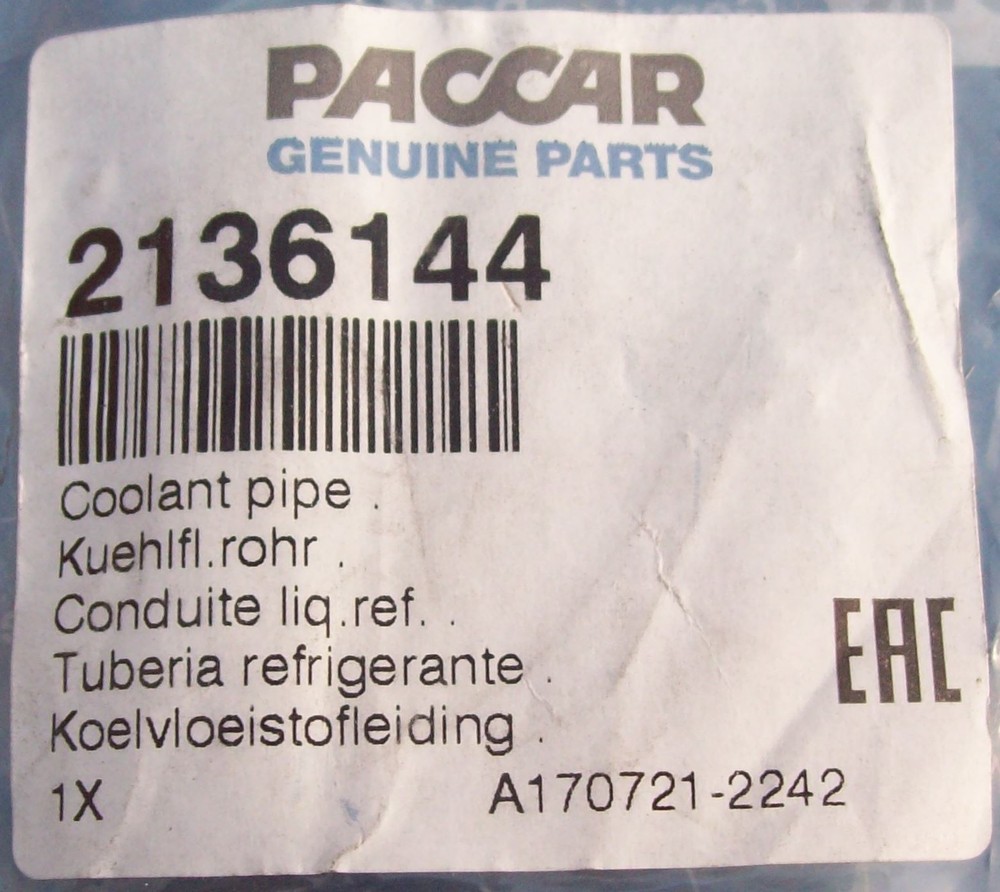 PACCAR
GENUINE PARTS
2136144
Coolant pipe .
Kuehlfl.rohr .
Conduite liq.ref. .
Tuberia refrigerante .
EAC
Koelvloeistofleiding .
1X A170721-2242